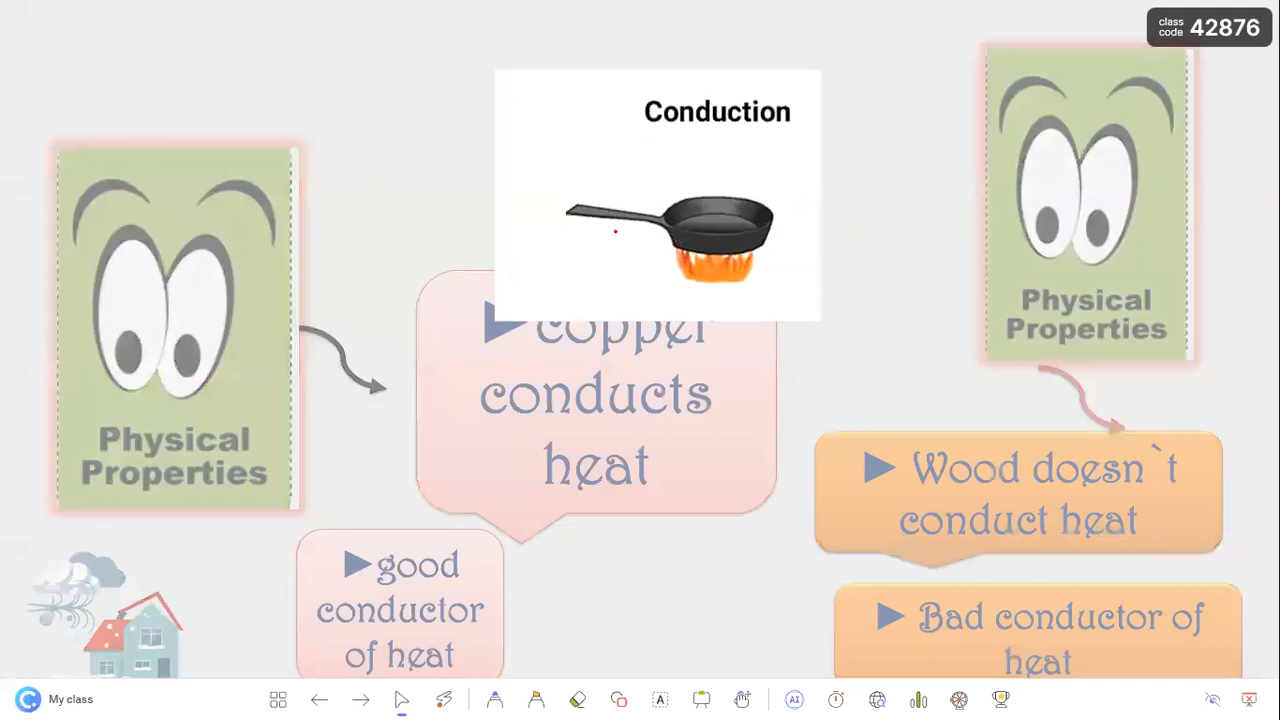 class
code 42876
Conduction
Physical
Properties
▶copper
conducts
heat
Physical
Properties
▶ Wood doesn`t
conduct heat
▶good
conductor
of heat
▶ Bad conductor of
heat
My class
A
AI